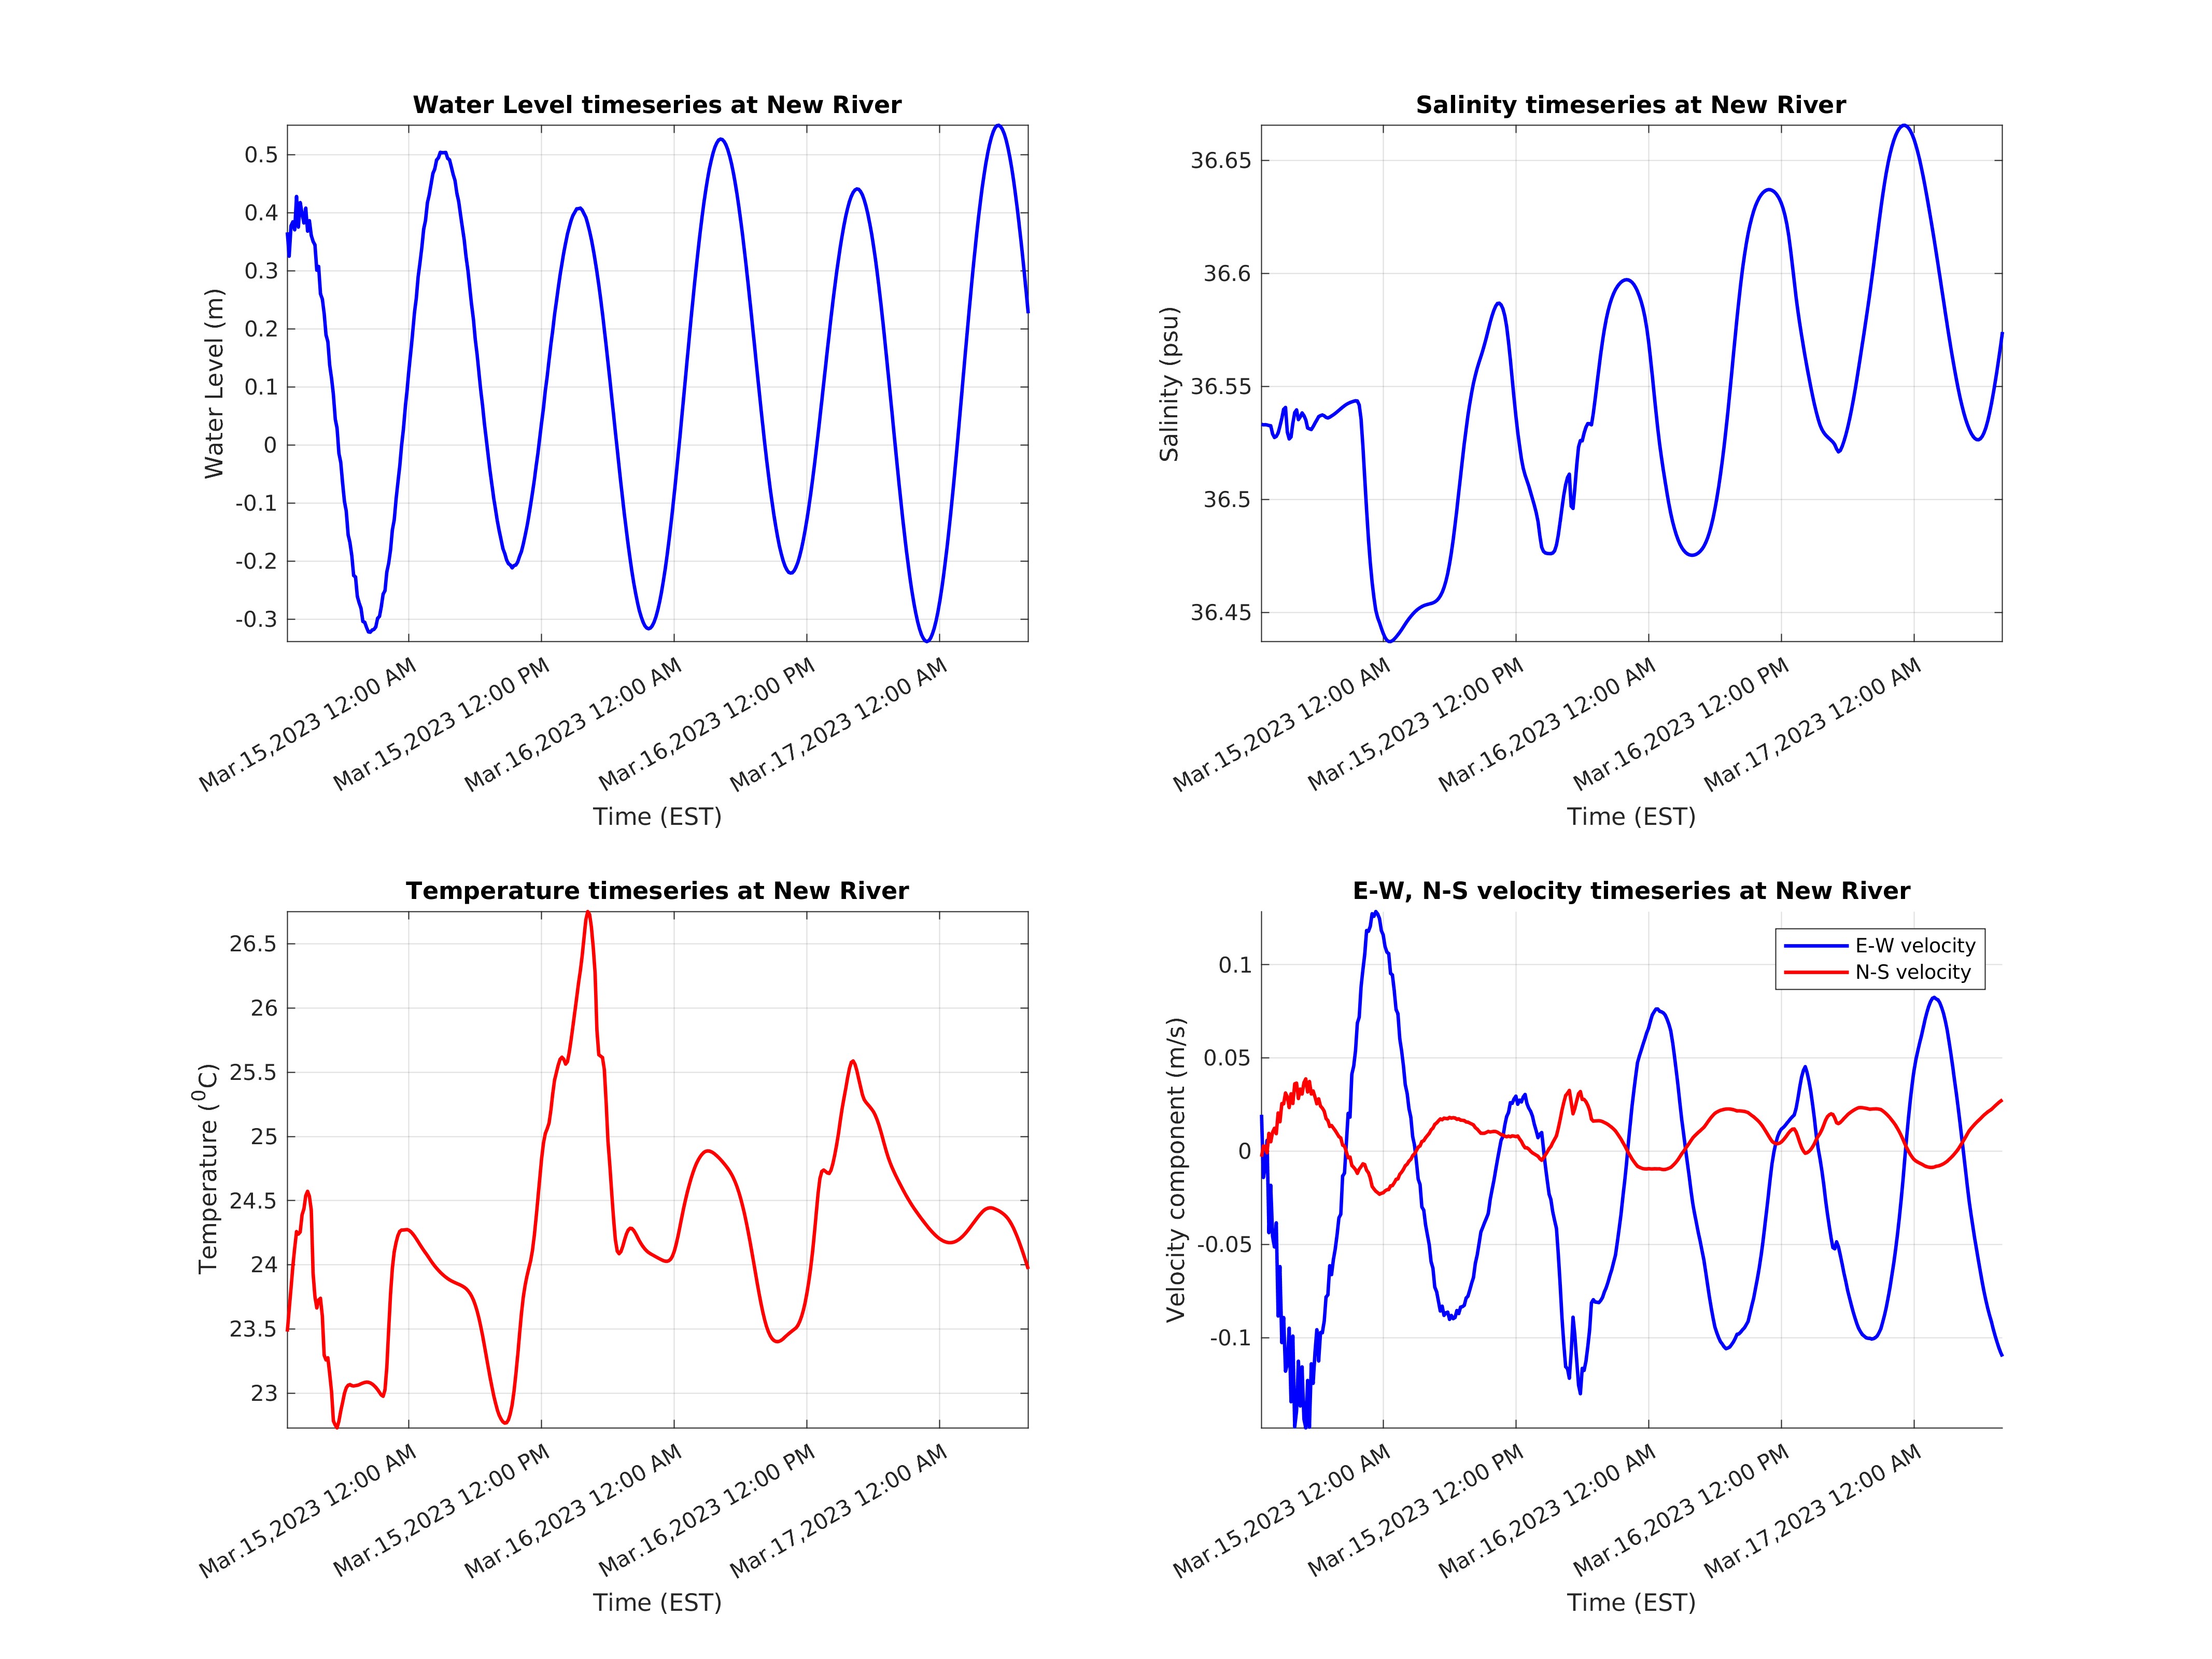 Water Level timeseries at New River
Water Level (m)
0.5
0.4
0.3
0.2
0.1
0
-0.1
-0.2
-0.3
Mar.15,2023 12:00 AM
Mar.15,2023 12:00 PM
Mar.16,2023 12:00 AM
Mar.16,2023 12:00 PM
Mar.17,2023 12:00 AM
Time (EST)
Salinity timeseries at New River
Salinity (psu)
36.65
36.6
36.55
36.5
36.45
Mar.15,2023 12:00 AM
Mar.15,2023 12:00 PM
Mar.16,2023 12:00 AM
Mar.16,2023 12:00 PM
Mar.17,2023 12:00 AM
Time (EST)
Temperature timeseries at New River
Temperature (⁰C)
26.5
26
25.5
25
24.5
24
23.5
23
Mar.15,2023 12:00 AM
Mar.15,2023 12:00 PM
Mar.16,2023 12:00 AM
Mar.16,2023 12:00 PM
Mar.17,2023 12:00 AM
Time (EST)
E-W, N-S velocity timeseries at New River
Velocity component (m/s)
0.1
0.05
0
-0.05
-0.1
E-W velocity
N-S velocity
Mar.15,2023 12:00 AM
Mar.15,2023 12:00 PM
Mar.16,2023 12:00 AM
Mar.16,2023 12:00 PM
Mar.17,2023 12:00 AM
Time (EST)